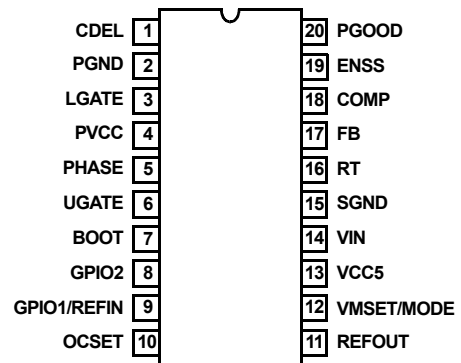 CDEL 1 20 PGOOD
PGND 2 19 ENSS
LGATE 3 18 COMP
PVCC 4 17 FB
PHASE 5 16 RT
UGATE 6 15 SGND
BOOT 7 14 VIN
GPIO2 8 13 VCC5
GPIO1/REFIN 9 12 VMSET/MODE
OCSET 10 11 REFOUT